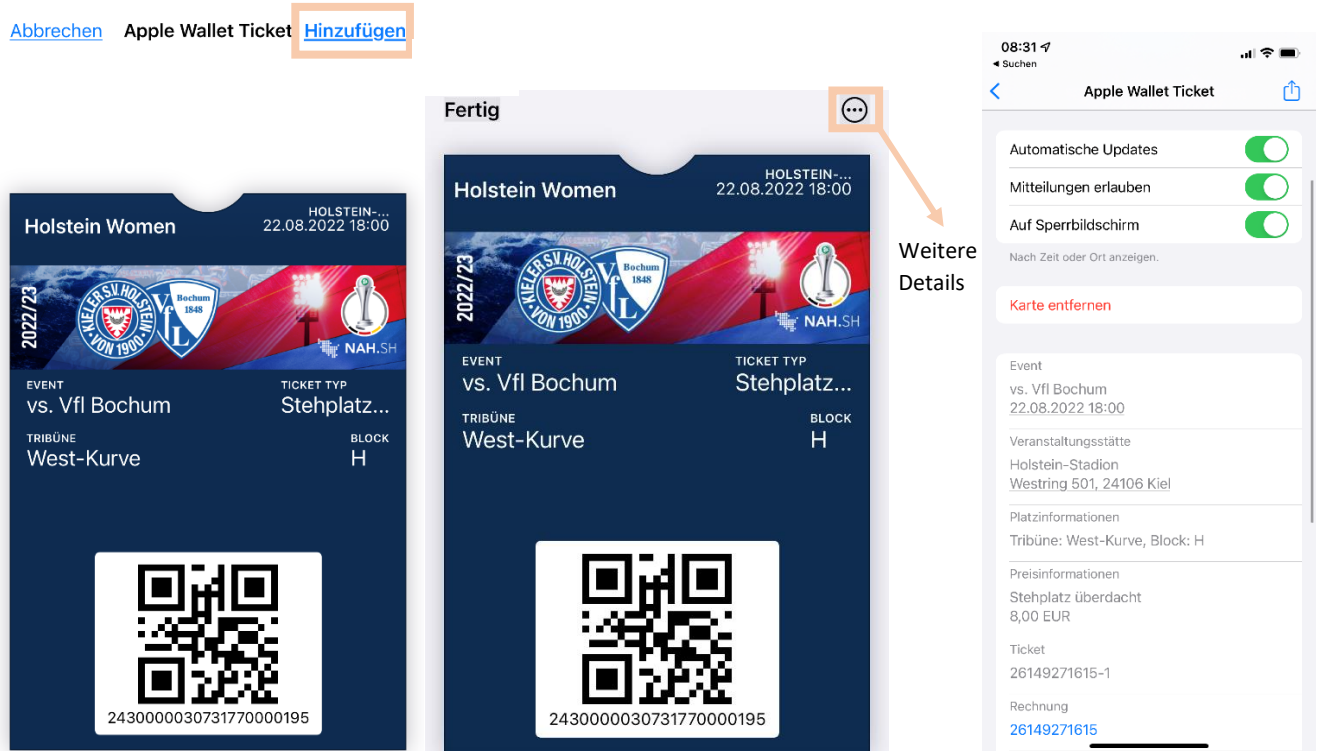 Abbrechen Apple Wallet Ticket Hinzufügen
Holstein Women
HOLSTEIN-...
22.08.2022 18:00
2022/23
KIELER S.V. HOLSTEIN
VON 1900
VfL
Bochum
1848
NAH.SH
EVENT
vs. Vfl Bochum
TICKET TYP
Stehplatz...
TRIBÜNE
West-Kurve
BLOCK
H
2430000030731770000195
Fertig
Holstein Women
HOLSTEIN-...
22.08.2022 18:00
2022/23
KIELER S.V. HOLSTEIN
VON 1900
VfL
Bochum
1848
NAH.SH
EVENT
vs. Vfl Bochum
TICKET TYP
Stehplatz...
TRIBÜNE
West-Kurve
BLOCK
H
2430000030731770000195
Weitere
Details
08:31
Suchen
Apple Wallet Ticket
Automatische Updates
Mitteilungen erlauben
Auf Sperrbildschirm
Nach Zeit oder Ort anzeigen.
Karte entfernen
Event
vs. Vfl Bochum
22.08.2022 18:00
Veranstaltungsstätte
Holstein-Stadion
Westring 501, 24106 Kiel
Platzinformationen
Tribüne: West-Kurve, Block: H
Preisinformationen
Stehplatz überdacht
8,00 EUR
Ticket
26149271615-1
Rechnung
26149271615